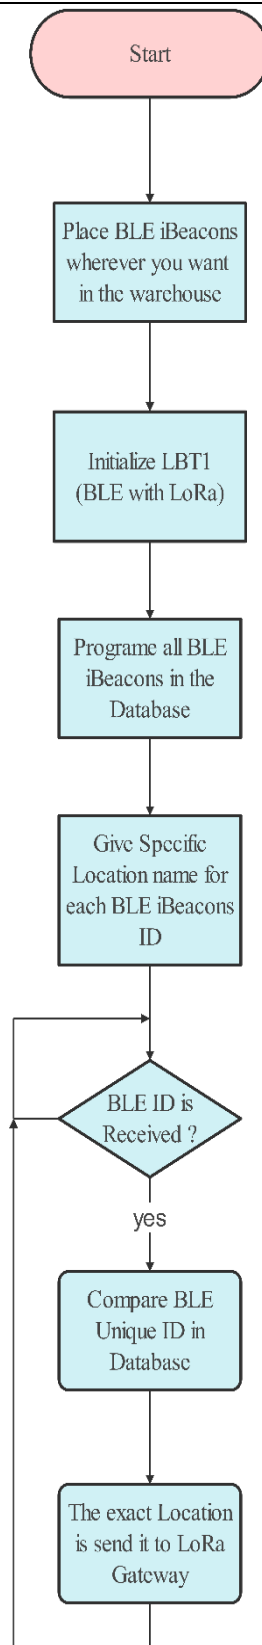 Start
Place BLE iBeacons
wherever you want
in the warchouse
Initialize LBT1
(BLE with LoRa)
Programe all BLE
iBeacons in the
Database
Give Specific
Location name for
each BLE iBeacons
ID
BLE ID is
Received ?
yes
Compare BLE
Unique ID in
Database
The exact Location
is send it to LoRa
Gateway